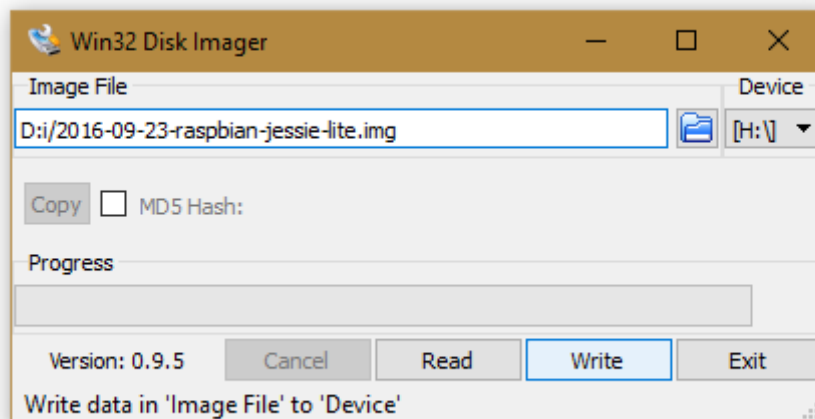 Win32 Disk Imager
Image File
Device
D:i/2016-09-23-raspbian-jessie-lite.img
[H:\]
Copy
MD5 Hash:
Progress
Version: 0.9.5
Cancel
Read
Write
Exit
Write data in 'Image File' to 'Device'